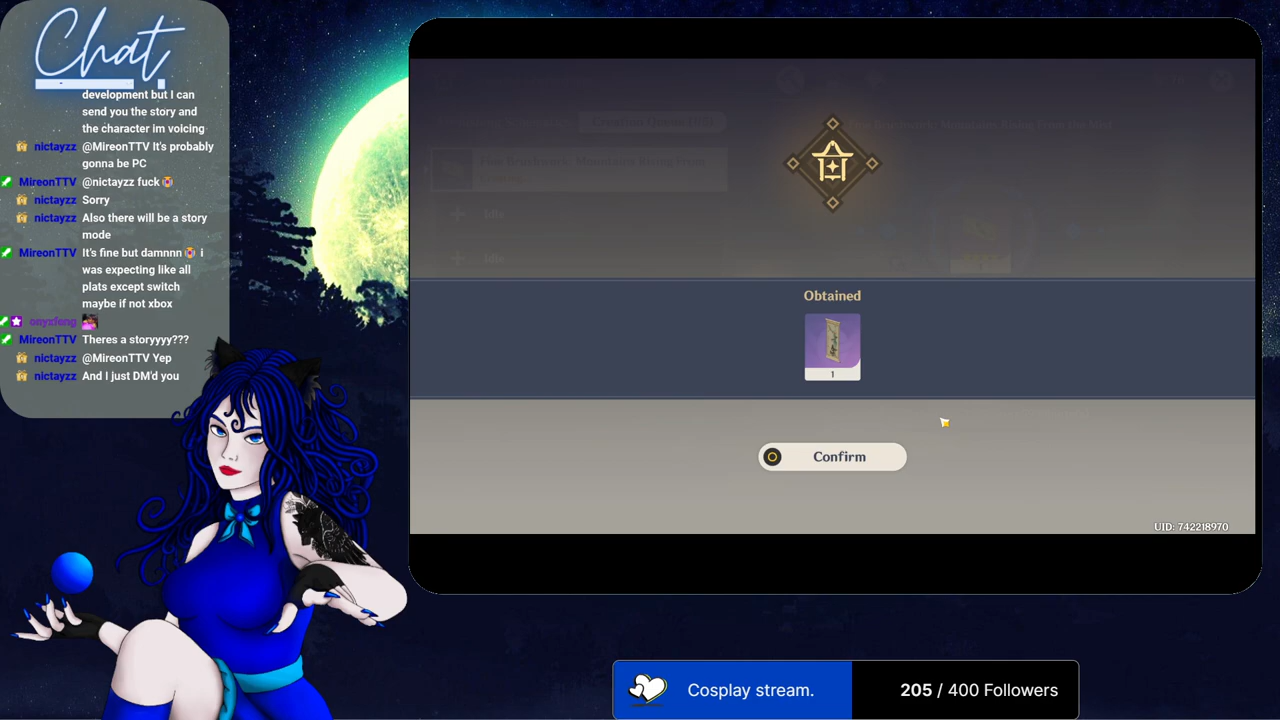 Chat
development but I can
send you the story and
the character im voicing
nictayzz @MireonTTV It's probably
gonna be PC
MireonTTV @nictayzz fuck
nictayzz Sorry
nictayzz Also there will be a story
mode
MireonTTV It's fine but damnnn i
was expecting like all
plats except switch
maybe if not xbox
onyxfeng
MireonTTV Theres a storyyyy???
nictayzz @MireonTTV Yep
nictayzz And I just DM'd you
Idle
Idle
Obtained
1
Confirm
UID: 742218970
Cosplay stream.
205 / 400 Followers